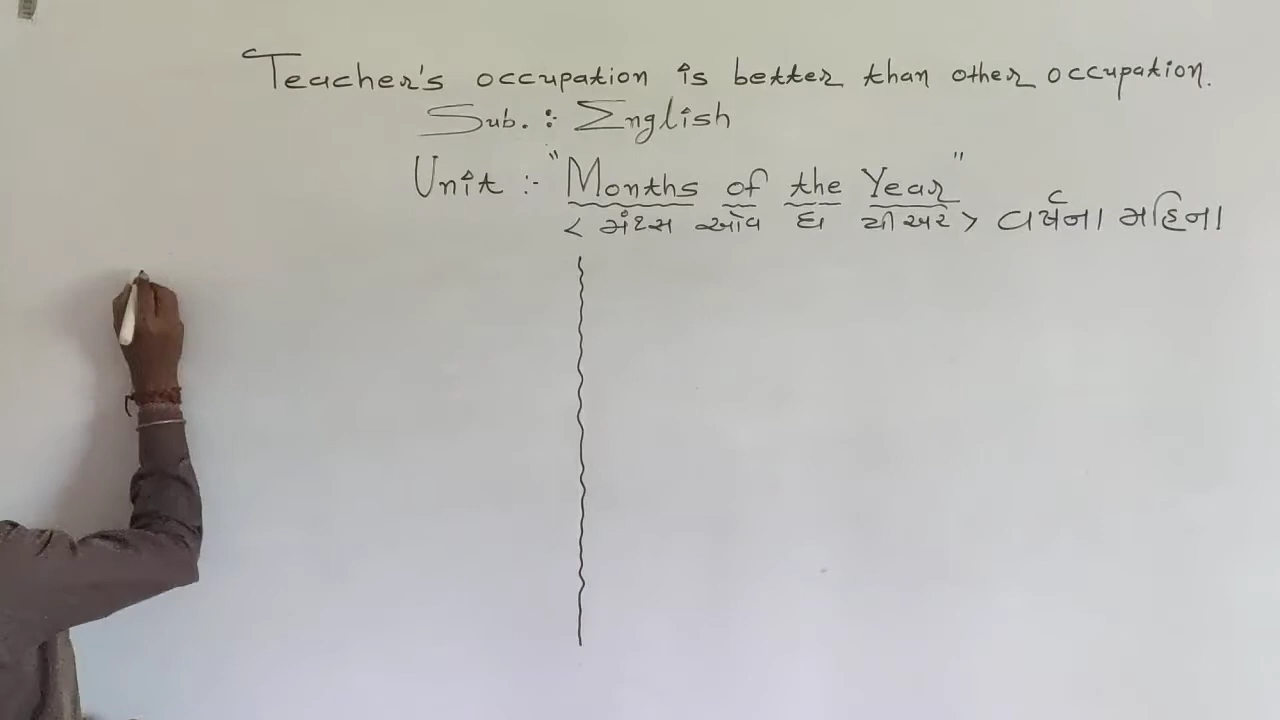 Teacher's occupation is better than other occupation.
Sub. : English
Unit :- "Months of the Year"
< મંથ્સ ઓવ ધ યીઅર > વર્ષના મહિના